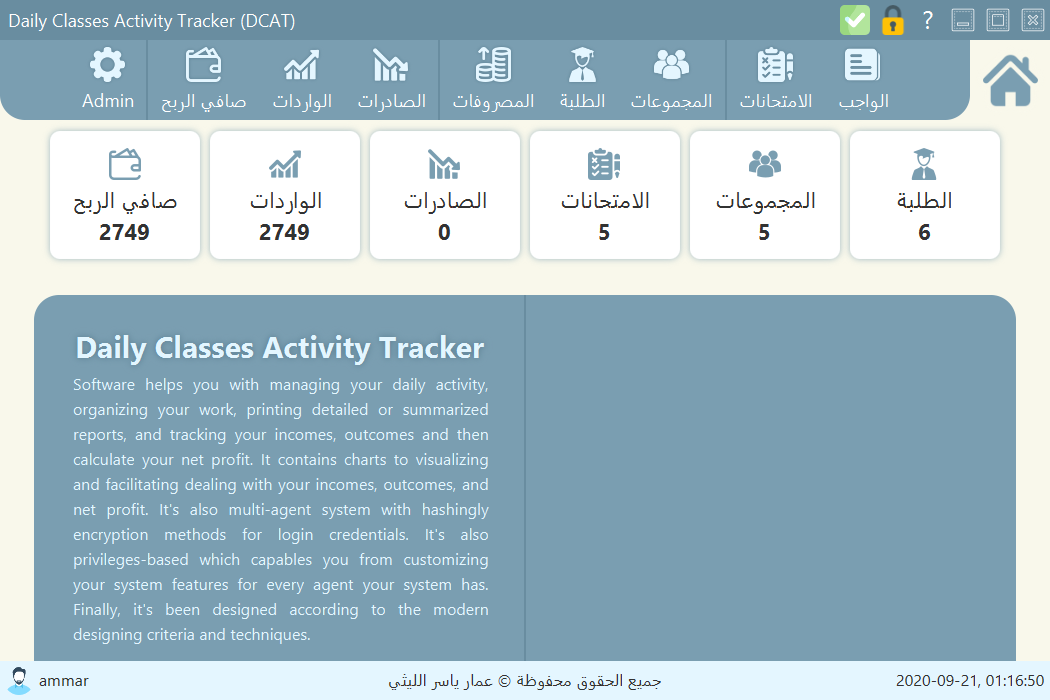 Daily Classes Activity Tracker (DCAT)
?
Admin
صافي الربح
الواردات
الصادرات
المصروفات
الطلبة
المجموعات
الامتحانات
الواجب
صافي الربح
2749
الواردات
2749
الصادرات
0
الامتحانات
5
المجموعات
5
الطلبة
6
Daily Classes Activity Tracker
Software helps you with managing your daily activity,
organizing your work, printing detailed or summarized
reports, and tracking your incomes, outcomes and then
calculate your net profit. It contains charts to visualizing
and facilitating dealing with your incomes, outcomes, and
net profit. It's also multi-agent system with hashingly
encryption methods for login credentials. It's also
privileges-based which capables you from customizing
your system features for every agent your system has.
Finally, it's been designed according to the modern
designing criteria and techniques.
ammar
جميع الحقوق محفوظة © عمار ياسر الليثي
2020-09-21, 01:16:50